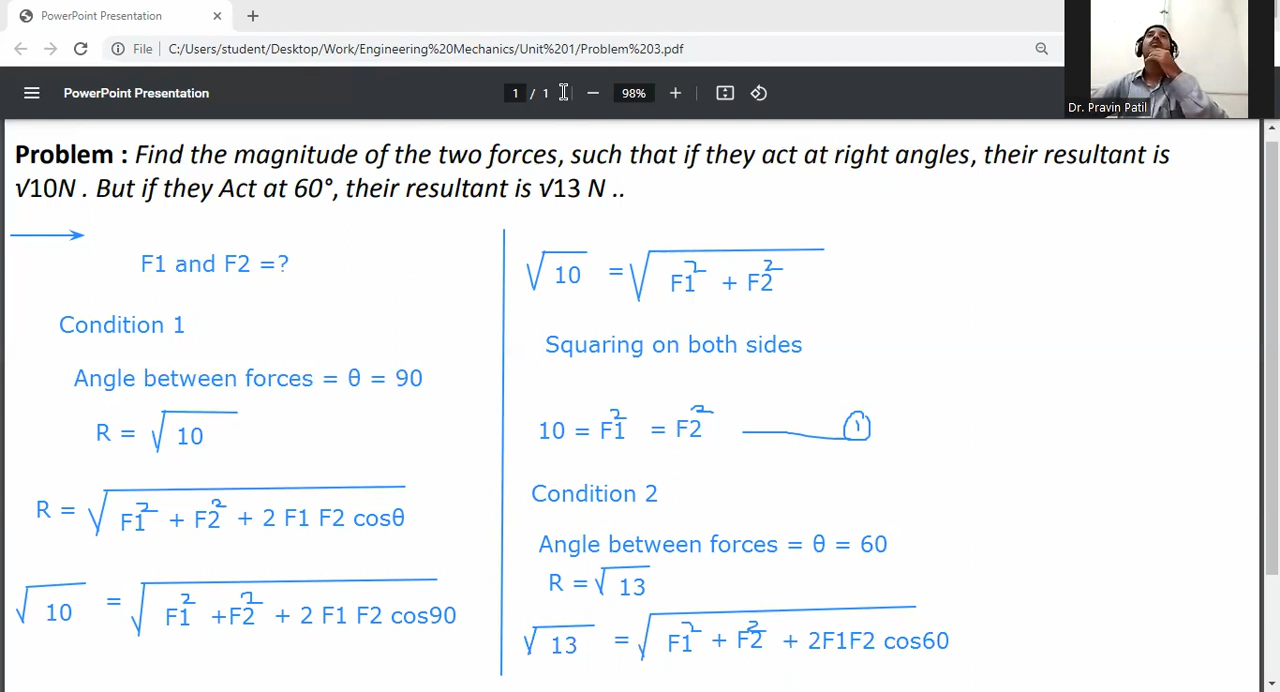 PowerPoint Presentation
File C:/Users/student/Desktop/Work/Engineering%20Mechanics/Unit%201/Problem%203.pdf
PowerPoint Presentation
1 / 1 98%
Dr. Pravin Patil
Problem : Find the magnitude of the two forces, such that if they act at right angles, their resultant is
√10N . But if they Act at 60°, their resultant is √13 N ..
F1 and F2 =?
Condition 1
Angle between forces = θ = 90
R = √10
R = √F1² + F2² + 2 F1 F2 cosθ
√10 = √F1² +F2² + 2 F1 F2 cos90
√10 = √F1² + F2²
Squaring on both sides
10 = F1² = F2² 1
Condition 2
Angle between forces = θ = 60
R = √13
√13 = √F1² + F2² + 2F1F2 cos60